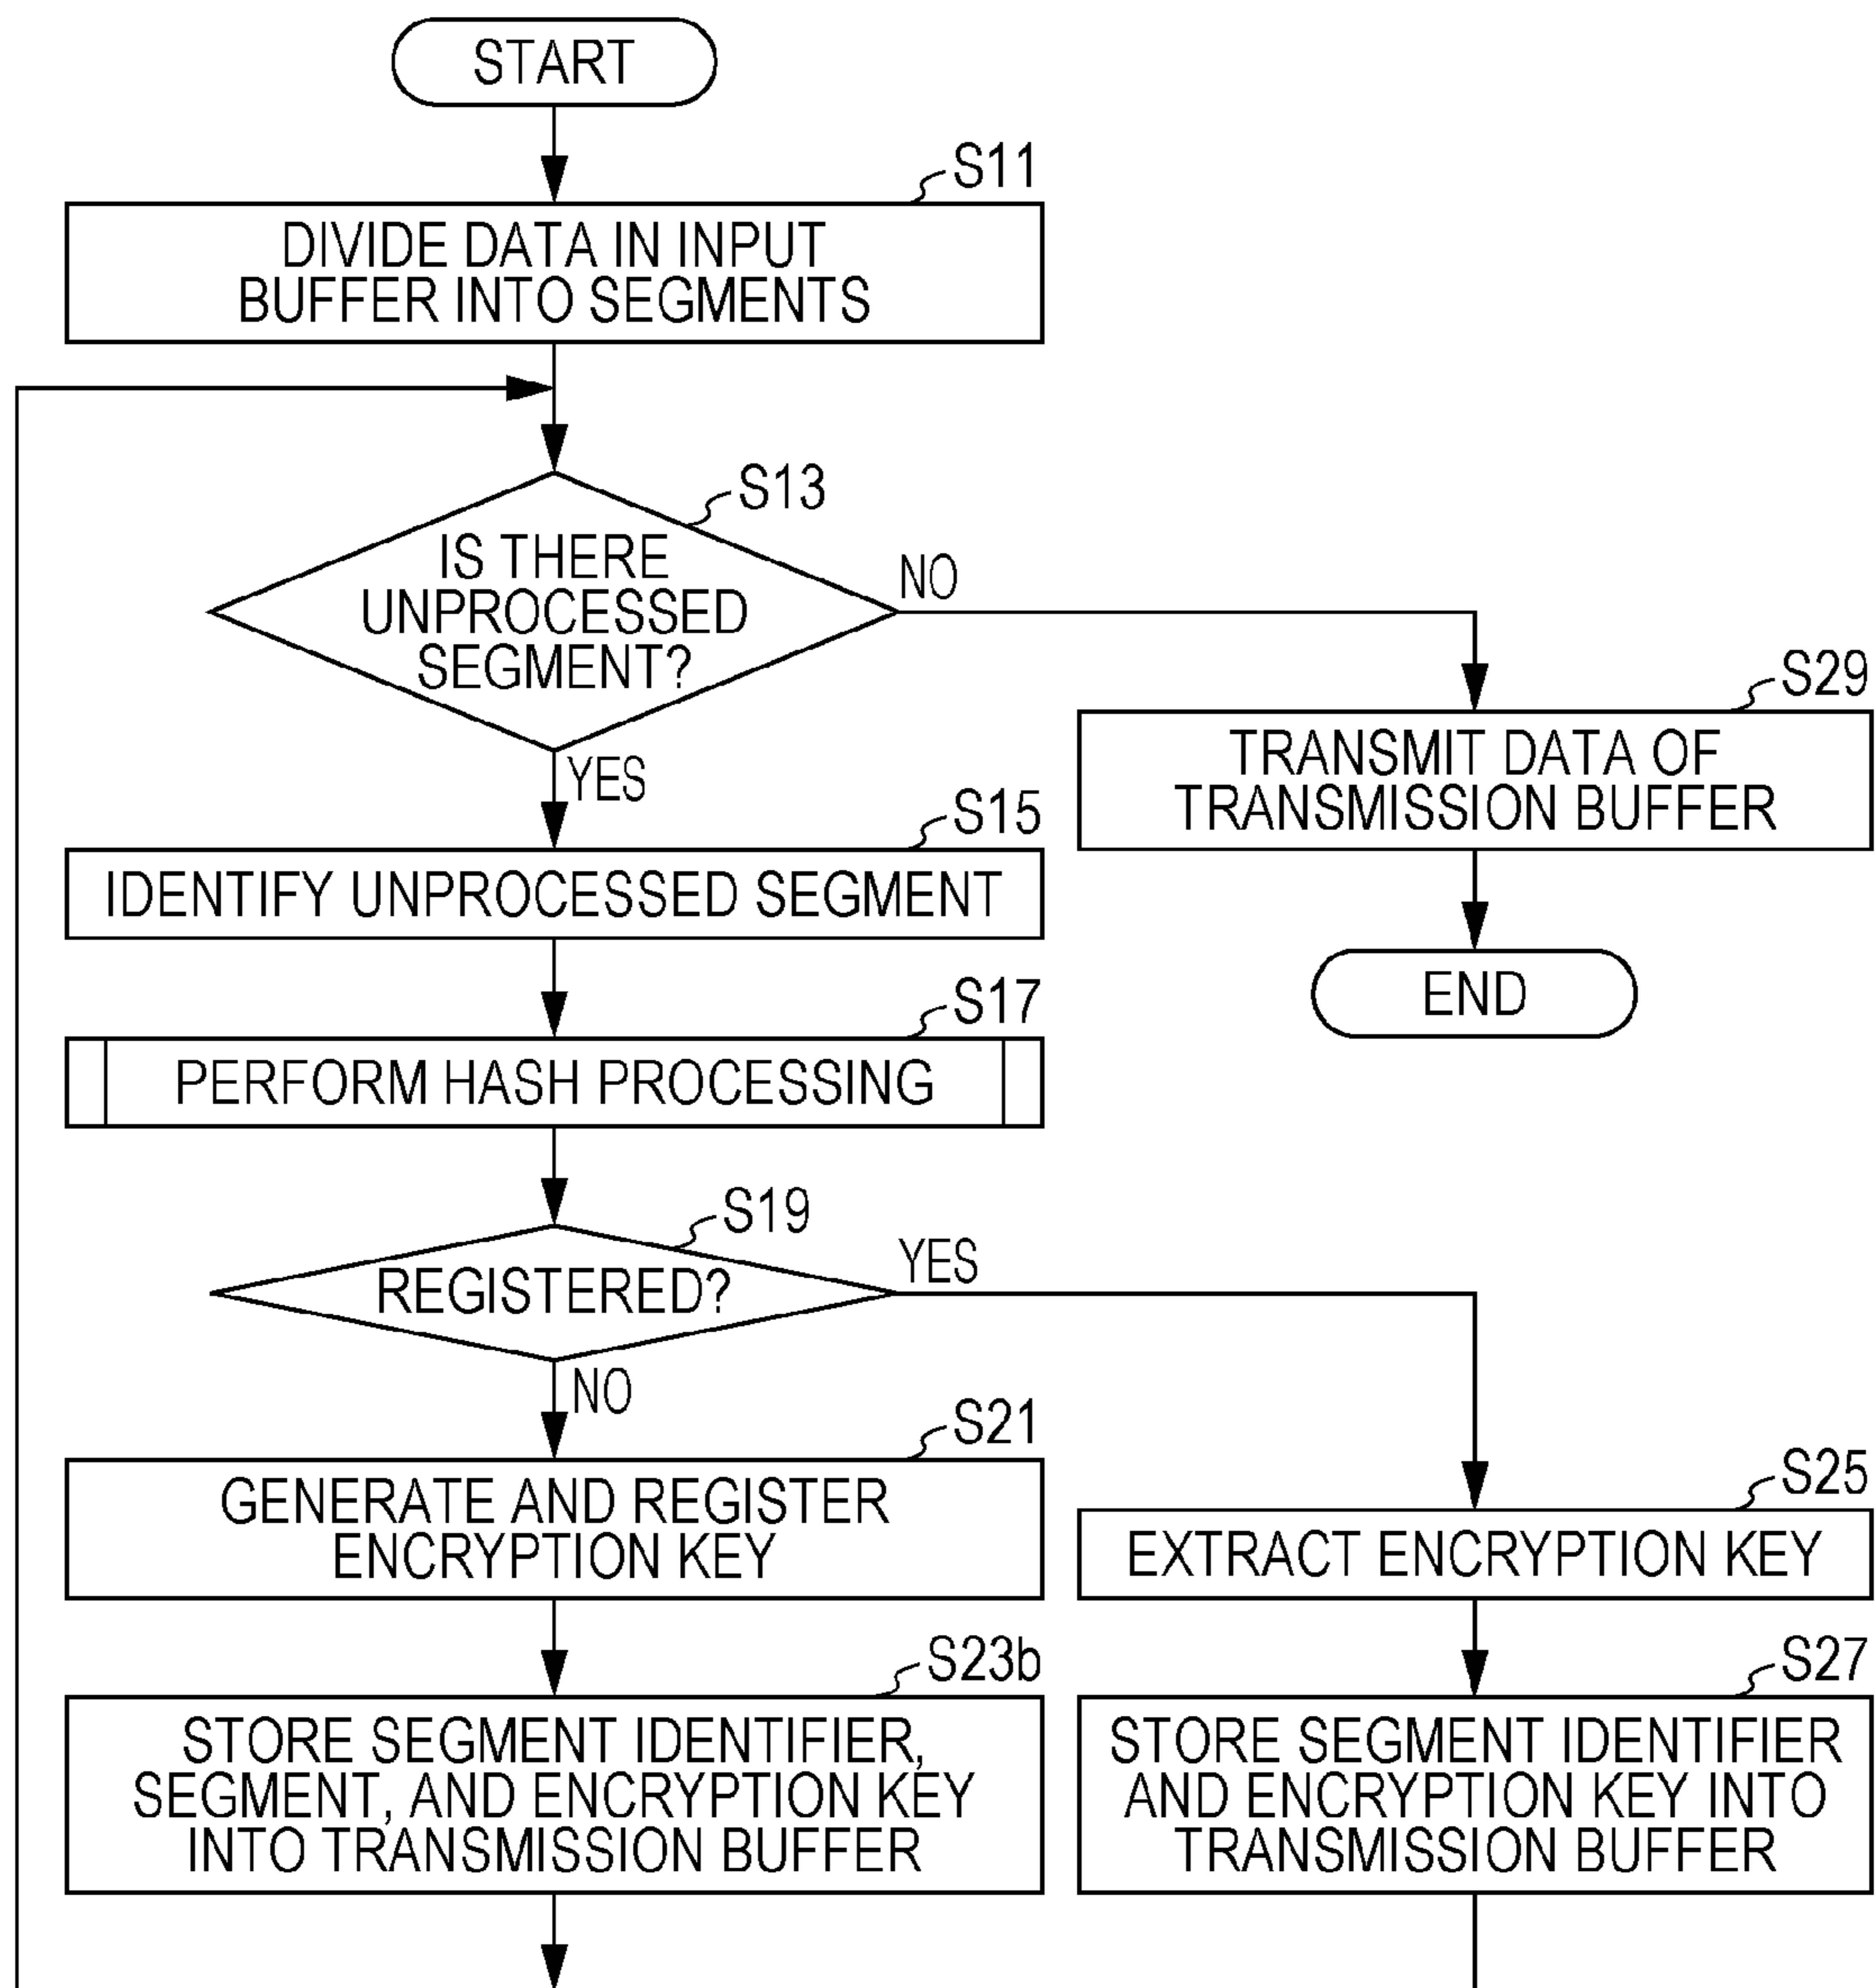 START
S11
DIVIDE DATA IN INPUT
BUFFER INTO SEGMENTS
S13
IS THERE
UNPROCESSED
SEGMENT?
NO
YES
S29
TRANSMIT DATA OF
TRANSMISSION BUFFER
END
S15
IDENTIFY UNPROCESSED SEGMENT
S17
PERFORM HASH PROCESSING
S19
REGISTERED?
YES
NO
S21
GENERATE AND REGISTER
ENCRYPTION KEY
S25
EXTRACT ENCRYPTION KEY
S23b
STORE SEGMENT IDENTIFIER,
SEGMENT, AND ENCRYPTION KEY
INTO TRANSMISSION BUFFER
S27
STORE SEGMENT IDENTIFIER
AND ENCRYPTION KEY INTO
TRANSMISSION BUFFER